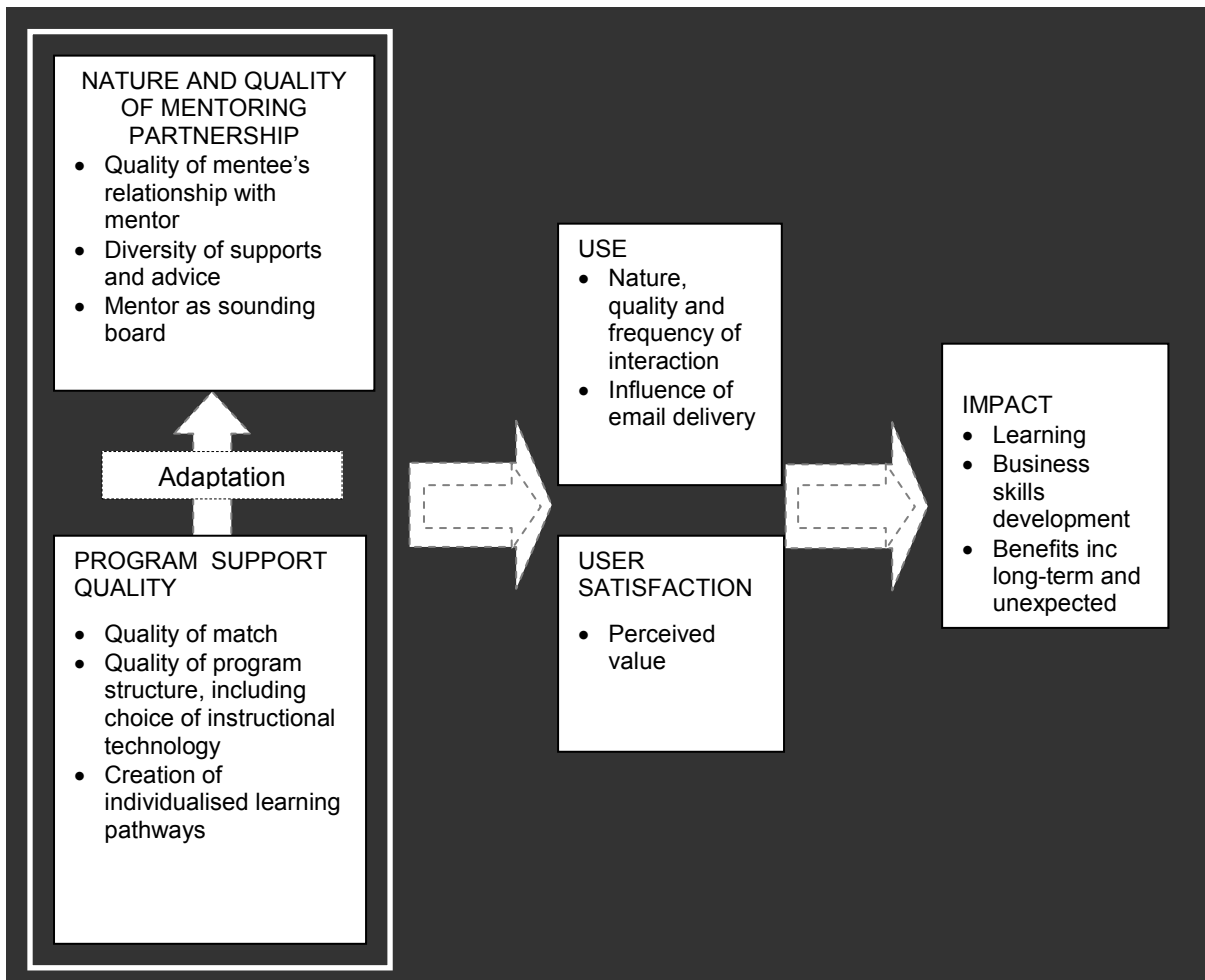 NATURE AND QUALITY
OF MENTORING
PARTNERSHIP
• Quality of mentee’s
relationship with
mentor
• Diversity of supports
and advice
• Mentor as sounding
board
Adaptation
PROGRAM SUPPORT
QUALITY
• Quality of match
• Quality of program
structure, including
choice of instructional
technology
• Creation of
individualised learning
pathways
USE
• Nature,
quality and
frequency of
interaction
• Influence of
email delivery
USER
SATISFACTION
• Perceived
value
IMPACT
• Learning
• Business
skills
development
• Benefits inc
long-term and
unexpected